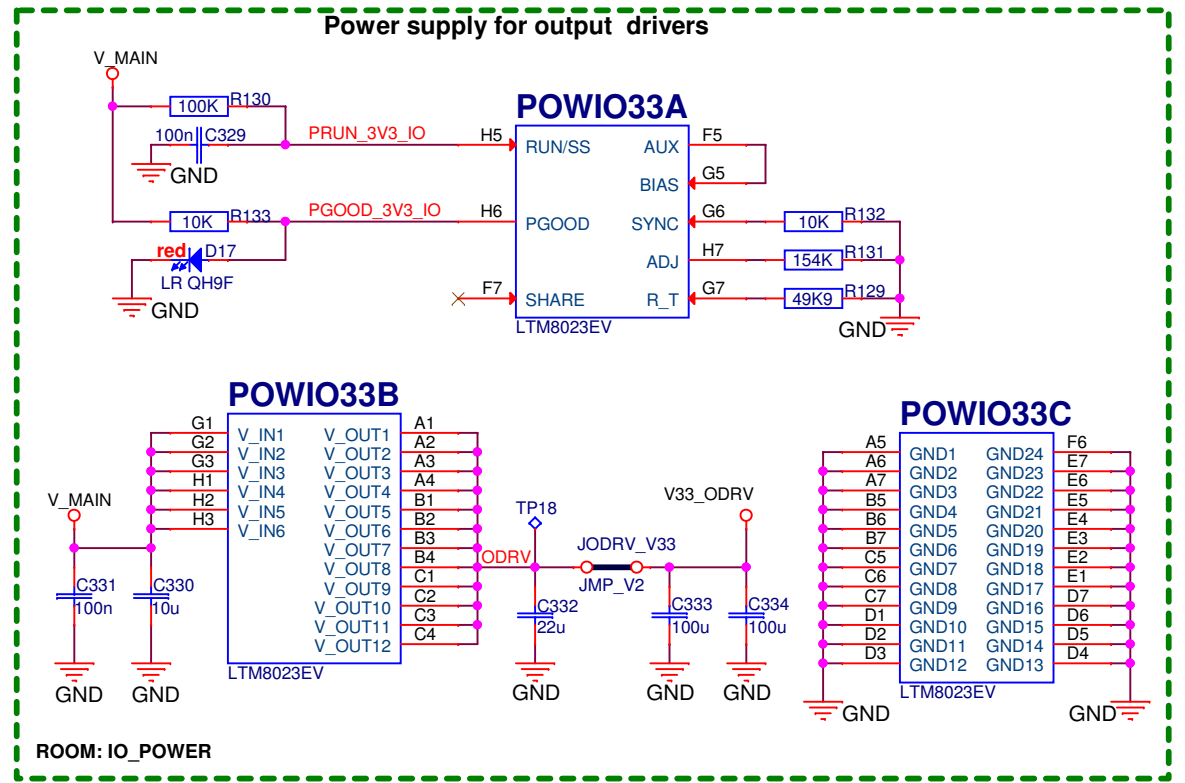 Power supply for output drivers
V_MAIN
100K R130
100n C329
GND
PRUN_3V3_IO
10K R133
PGOOD_3V3_IO
red D17
LR QH9F
GND
POWIO33A
H5 RUN/SS AUX F5
BIAS G5
H6 PGOOD SYNC G6 10K R132
ADJ H7 154K R131
F7 SHARE R_T G7 49K9 R129
LTM8023EV
GND
POWIO33B
G1 V_IN1 V_OUT1 A1
G2 V_IN2 V_OUT2 A2
G3 V_IN3 V_OUT3 A3
H1 V_IN4 V_OUT4 A4
H2 V_IN5 V_OUT5 B1
H3 V_IN6 V_OUT6 B2
V_OUT7 B3
V_OUT8 B4
V_OUT9 C1
V_OUT10 C2
V_OUT11 C3
V_OUT12 C4
LTM8023EV
V_MAIN
C331
100n
GND
C330
10u
GND
ODRV
TP18
C332
22u
GND
JODRV_V33
JMP_V2
V33_ODRV
C333
100u
GND
C334
100u
GND
POWIO33C
A5 GND1 GND24 F6
A6 GND2 GND23 E7
A7 GND3 GND22 E6
B5 GND4 GND21 E5
B6 GND5 GND20 E4
B7 GND6 GND19 E3
C5 GND7 GND18 E2
C6 GND8 GND17 E1
C7 GND9 GND16 D7
D1 GND10 GND15 D6
D2 GND11 GND14 D5
D3 GND12 GND13 D4
LTM8023EV
GND
GND
ROOM: IO_POWER